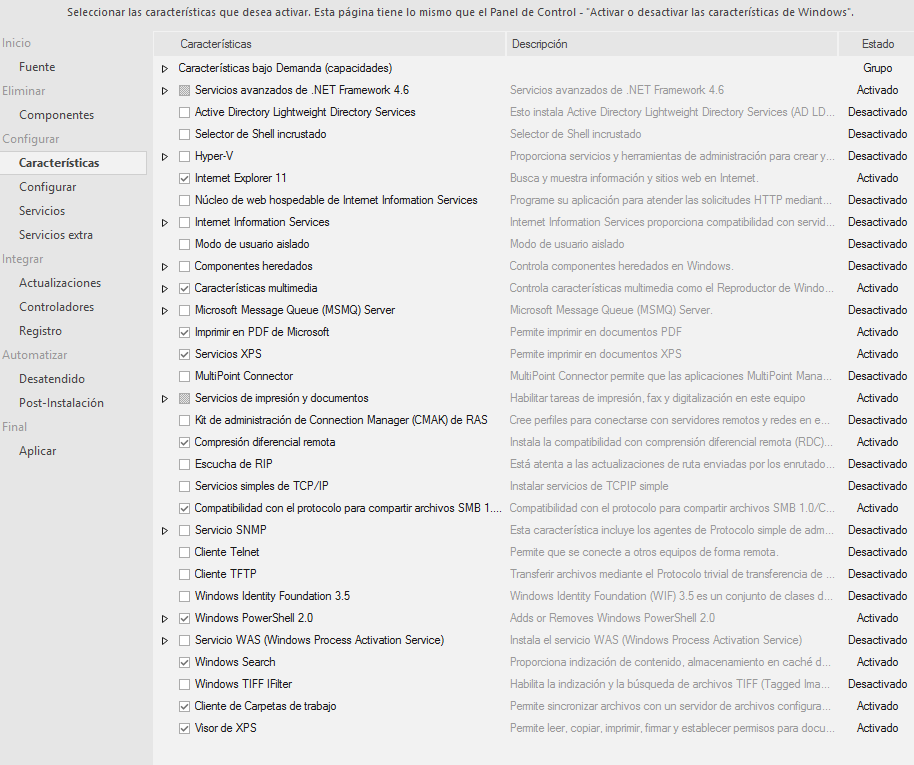 Seleccionar las características que desea activar. Esta página tiene lo mismo que el Panel de Control - "Activar o desactivar las características de Windows".
Inicio
Fuente
Eliminar
Componentes
Configurar
Características
Configurar
Servicios
Servicios extra
Integrar
Actualizaciones
Controladores
Registro
Automatizar
Desatendido
Post-Instalación
Final
Aplicar
Características Descripción Estado
Características bajo Demanda (capacidades) Grupo
Servicios avanzados de .NET Framework 4.6 Servicios avanzados de .NET Framework 4.6 Activado
Active Directory Lightweight Directory Services Esto instala Active Directory Lightweight Directory Services (AD LD... Desactivado
Selector de Shell incrustado Selector de Shell incrustado Desactivado
Hyper-V Proporciona servicios y herramientas de administración para crear y... Desactivado
Internet Explorer 11 Busca y muestra información y sitios web en Internet. Activado
Núcleo de web hospedable de Internet Information Services Programe su aplicación para atender las solicitudes HTTP mediant... Desactivado
Internet Information Services Internet Information Services proporciona compatibilidad con servid... Desactivado
Modo de usuario aislado Modo de usuario aislado Desactivado
Componentes heredados Controla componentes heredados en Windows. Desactivado
Características multimedia Controla características multimedia como el Reproductor de Windo... Activado
Microsoft Message Queue (MSMQ) Server Microsoft Message Queue (MSMQ) Server. Desactivado
Imprimir en PDF de Microsoft Permite imprimir en documentos PDF Activado
Servicios XPS Permite imprimir en documentos XPS Activado
MultiPoint Connector MultiPoint Connector permite que las aplicaciones MultiPoint Mana... Desactivado
Servicios de impresión y documentos Habilitar tareas de impresión, fax y digitalización en este equipo Activado
Kit de administración de Connection Manager (CMAK) de RAS Cree perfiles para conectarse con servidores remotos y redes en e... Desactivado
Compresión diferencial remota Instala la compatibilidad con comprensión diferencial remota (RDC)... Activado
Escucha de RIP Está atenta a las actualizaciones de ruta enviadas por los enrutado... Desactivado
Servicios simples de TCP/IP Instalar servicios de TCPIP simple Desactivado
Compatibilidad con el protocolo para compartir archivos SMB 1.... Compatibilidad con el protocolo para compartir archivos SMB 1.0/C... Activado
Servicio SNMP Esta característica incluye los agentes de Protocolo simple de adm... Desactivado
Cliente Telnet Permite que se conecte a otros equipos de forma remota. Desactivado
Cliente TFTP Transferir archivos mediante el Protocolo trivial de transferencia de ... Desactivado
Windows Identity Foundation 3.5 Windows Identity Foundation (WIF) 3.5 es un conjunto de clases d... Desactivado
Windows PowerShell 2.0 Adds or Removes Windows PowerShell 2.0 Activado
Servicio WAS (Windows Process Activation Service) Instala el servicio WAS (Windows Process Activation Service) Desactivado
Windows Search Proporciona indización de contenido, almacenamiento en caché d... Activado
Windows TIFF IFilter Habilita la indización y la búsqueda de archivos TIFF (Tagged Ima... Desactivado
Cliente de Carpetas de trabajo Permite sincronizar archivos con un servidor de archivos configura... Activado
Visor de XPS Permite leer, copiar, imprimir, firmar y establecer permisos para docu... Activado